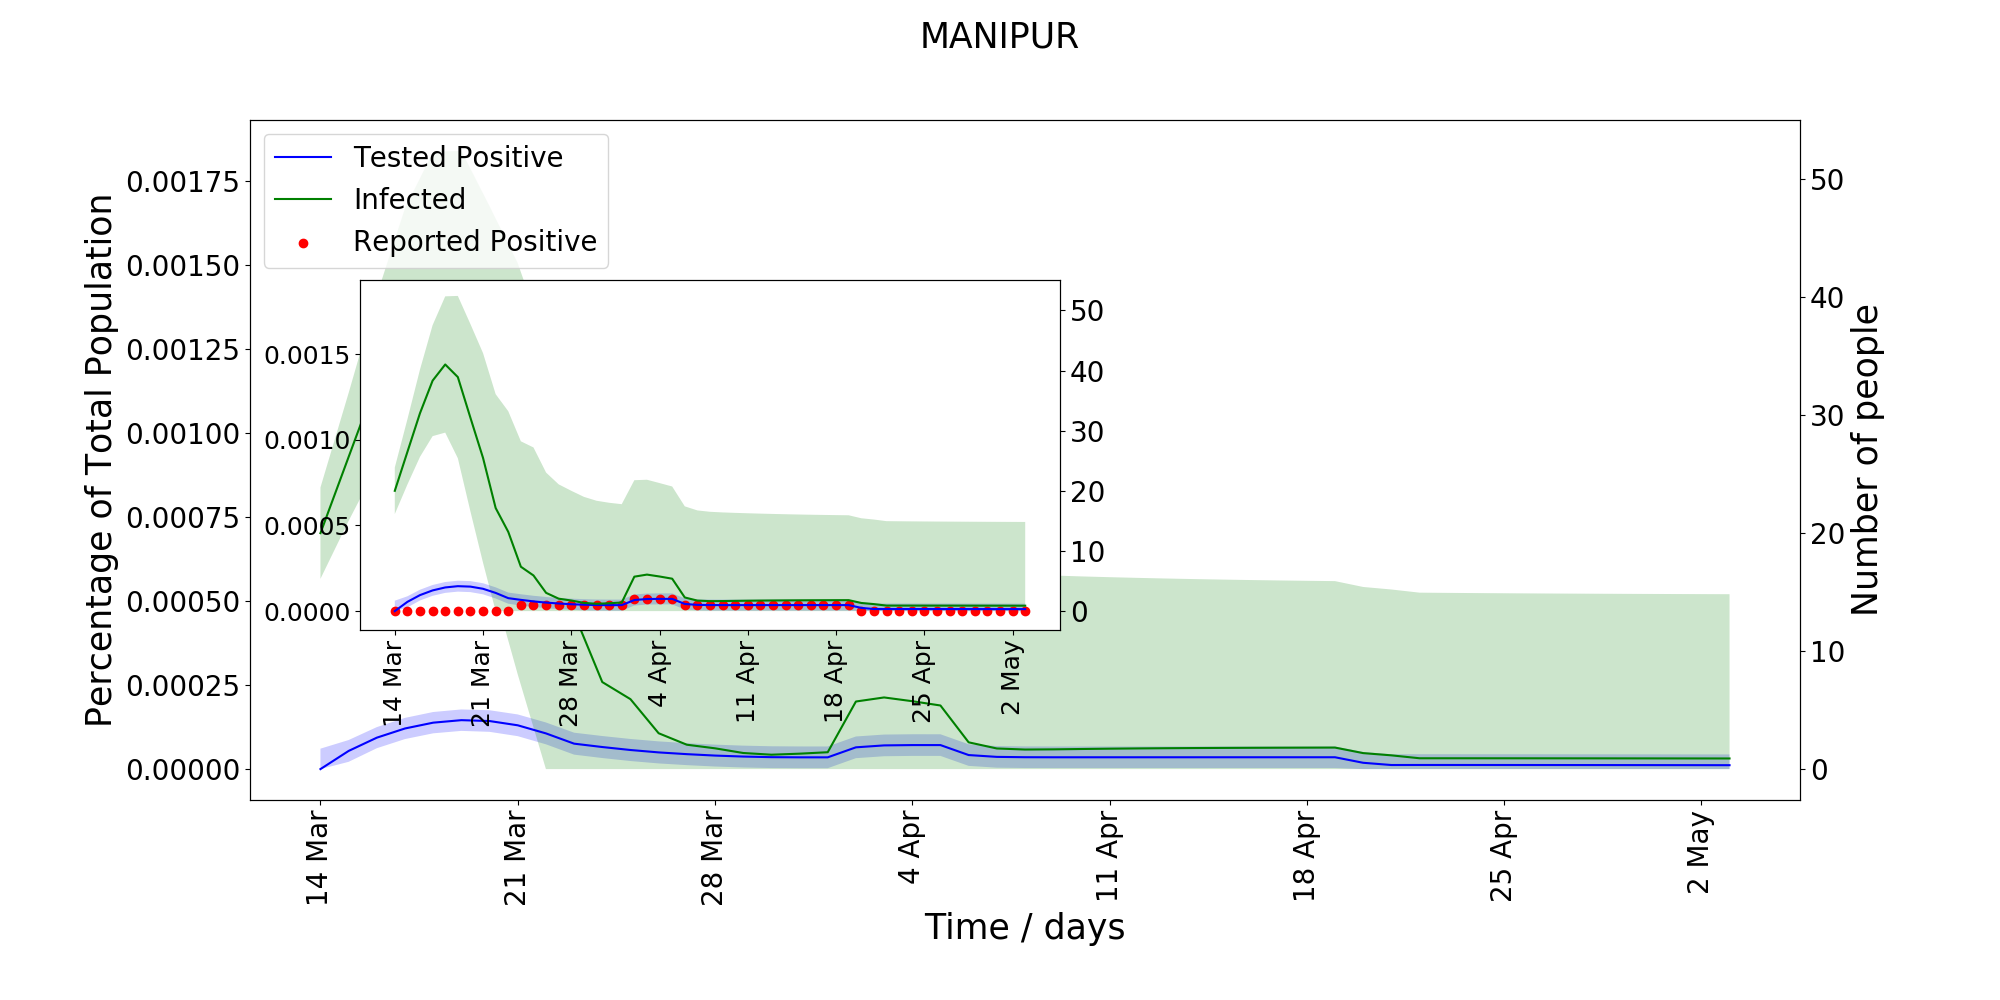 MANIPUR
Tested Positive
Infected
Reported Positive
Percentage of Total Population
0.00175
0.00150
0.00125
0.00100
0.00075
0.00050
0.00025
0.00000
50
40
30
20
10
0
Number of people
0.0015
0.0010
0.0005
0.0000
50
40
30
20
10
0
14 Mar
21 Mar
28 Mar
4 Apr
11 Apr
18 Apr
25 Apr
2 May
14 Mar
21 Mar
28 Mar
4 Apr
11 Apr
18 Apr
25 Apr
2 May
Time / days